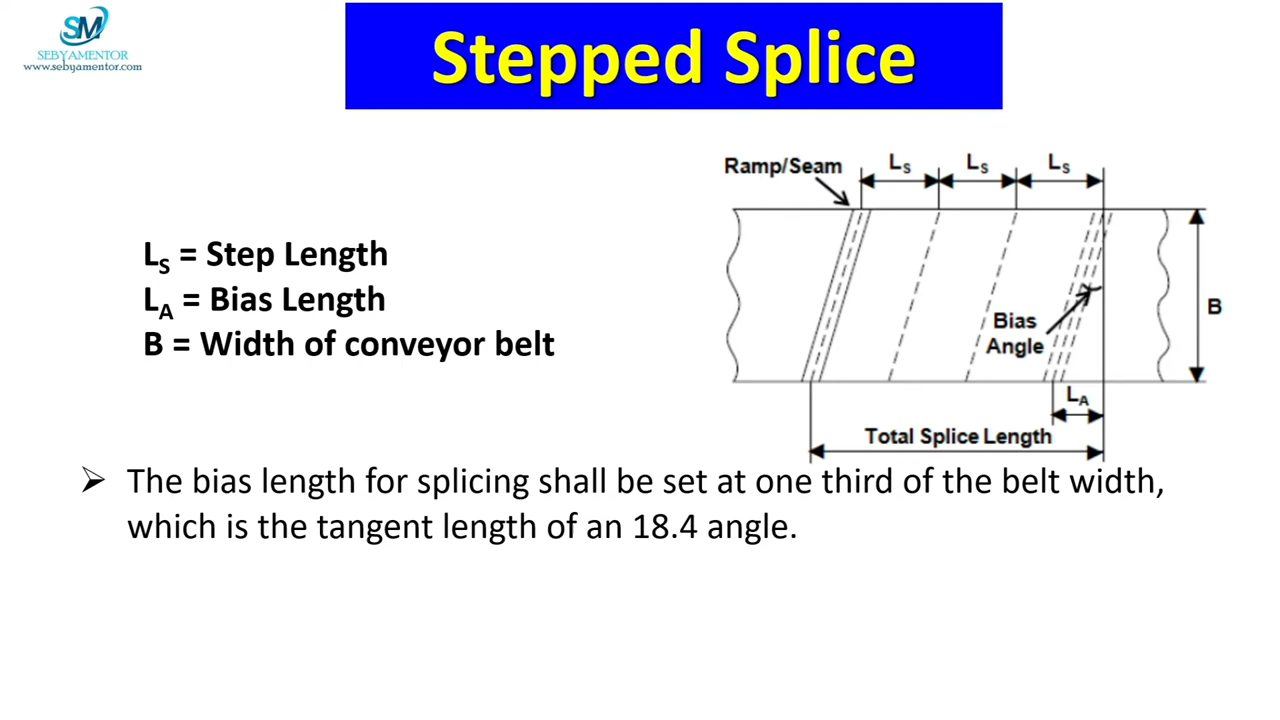 SM
SEBYAMENTOR
www.sebyamentor.com
Stepped Splice
Ramp/Seam
LS
LS
LS
LS = Step Length
LA = Bias Length
B = Width of conveyor belt
Bias
Angle
B
LA
Total Splice Length
➢ The bias length for splicing shall be set at one third of the belt width,
which is the tangent length of an 18.4 angle.